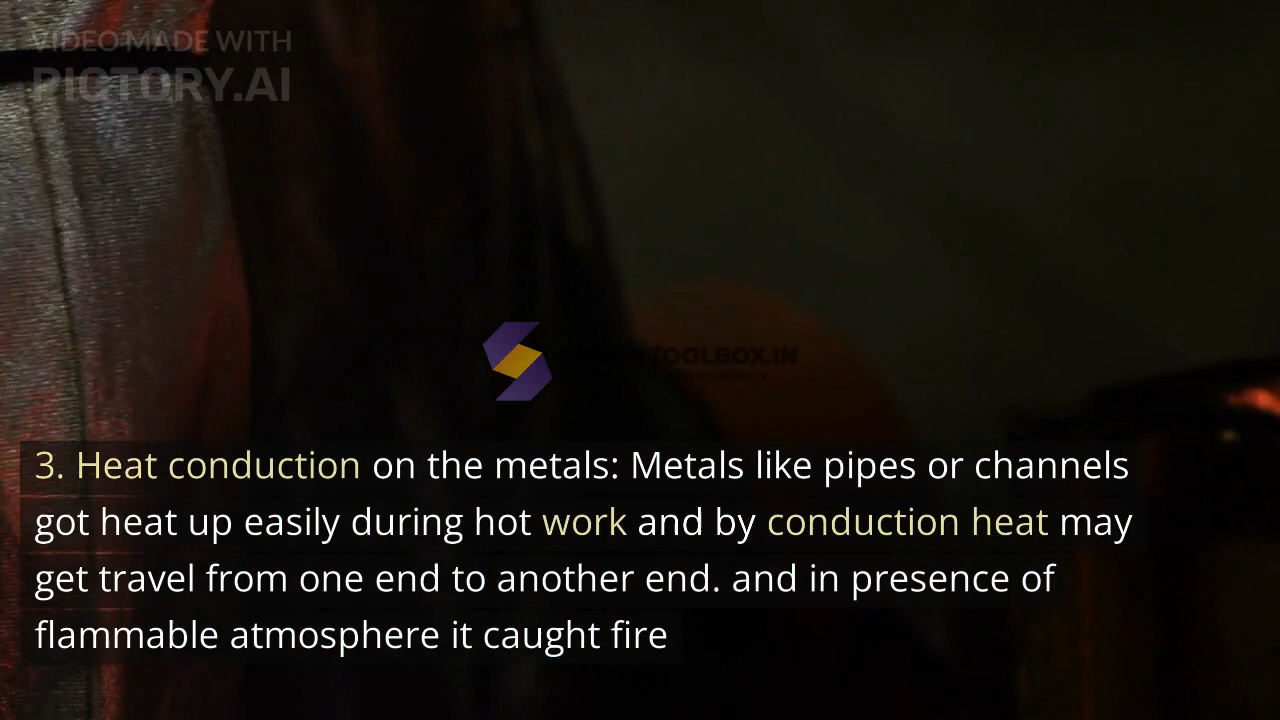 VIDEO MADE WITH
PICTORY.AI
TOOLBOX.IN
3. Heat conduction on the metals: Metals like pipes or channels
got heat up easily during hot work and by conduction heat may
get travel from one end to another end. and in presence of
flammable atmosphere it caught fire